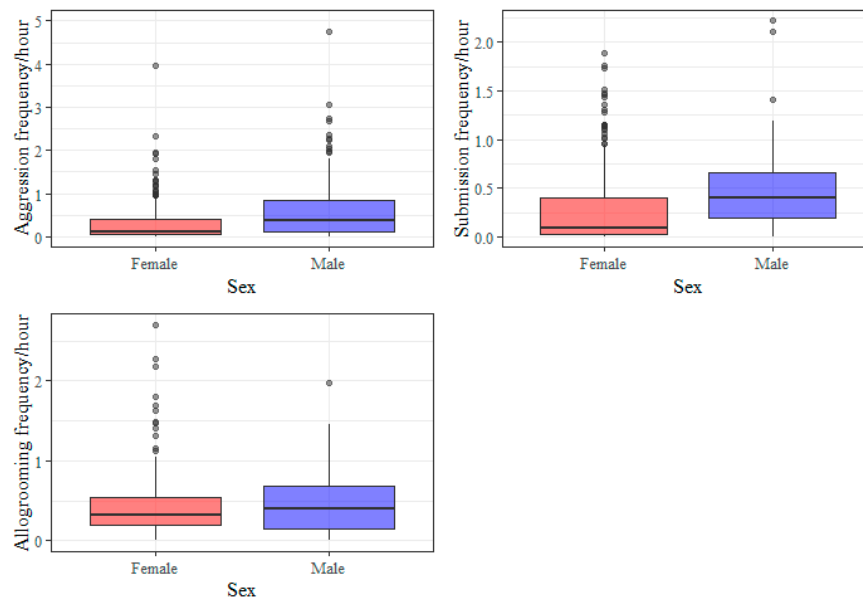 Aggression frequency/hour
5
4
3
2
1
0
Female Male
Sex
Submission frequency/hour
2.0
1.5
1.0
0.5
0.0
Female Male
Sex
Allogrooming frequency/hour
2
1
0
Female Male
Sex